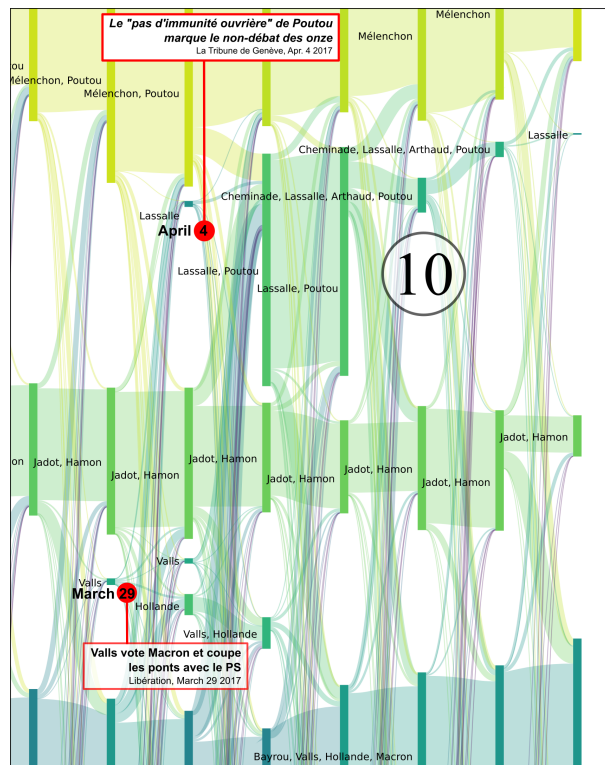 Le "pas d'immunité ouvrière" de Poutou
marque le non-débat des onze
La Tribune de Genève, Apr. 4 2017
Mélenchon
Mélenchon
ou
Mélenchon, Poutou
Mélenchon, Poutou
Lassalle
Cheminade, Lassalle, Arthaud, Poutou
Cheminade, Lassalle, Arthaud, Poutou
Lassalle
April 4
Lassalle, Poutou
Lassalle, Poutou
10
Jadot, Hamon
Jadot, Hamon
Jadot, Hamon
on
Jadot, Hamon
Jadot, Hamon
Jadot, Hamon
Jadot, Hamon
Valls
Valls
March 29
Hollande
Valls, Hollande
Valls vote Macron et coupe
les ponts avec le PS
Libération, March 29 2017
Bayrou, Valls, Hollande, Macron